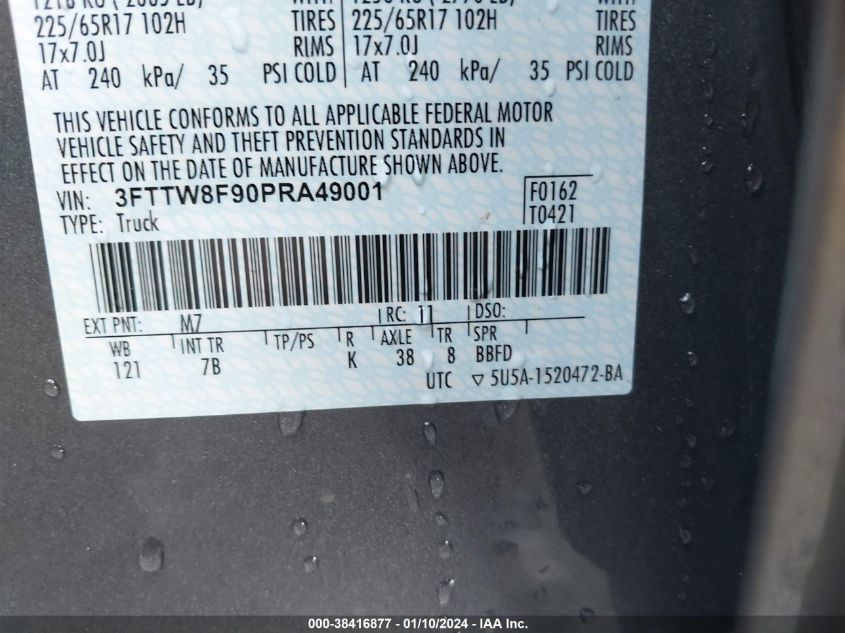 225/65R17 102H TIRES 225/65R17 102H TIRES
17x7.0J RIMS 17x7.0J RIMS
AT 240 kPa/ 35 PSI COLD AT 240 kPa/ 35 PSI COLD
THIS VEHICLE CONFORMS TO ALL APPLICABLE FEDERAL MOTOR
VEHICLE SAFETY AND THEFT PREVENTION STANDARDS IN
EFFECT ON THE DATE OF MANUFACTURE SHOWN ABOVE.
VIN: 3FTTW8F90PRA49001 F0162
TYPE: Truck T0421
EXT PNT: M7 RC: 11 DSO:
WB INT TR TP/PS R AXLE TR SPR
121 7B K 38 8 BBFD
UTC ▽ 5U5A-1520472-BA
000-38416877 - 01/10/2024 - IAA Inc.